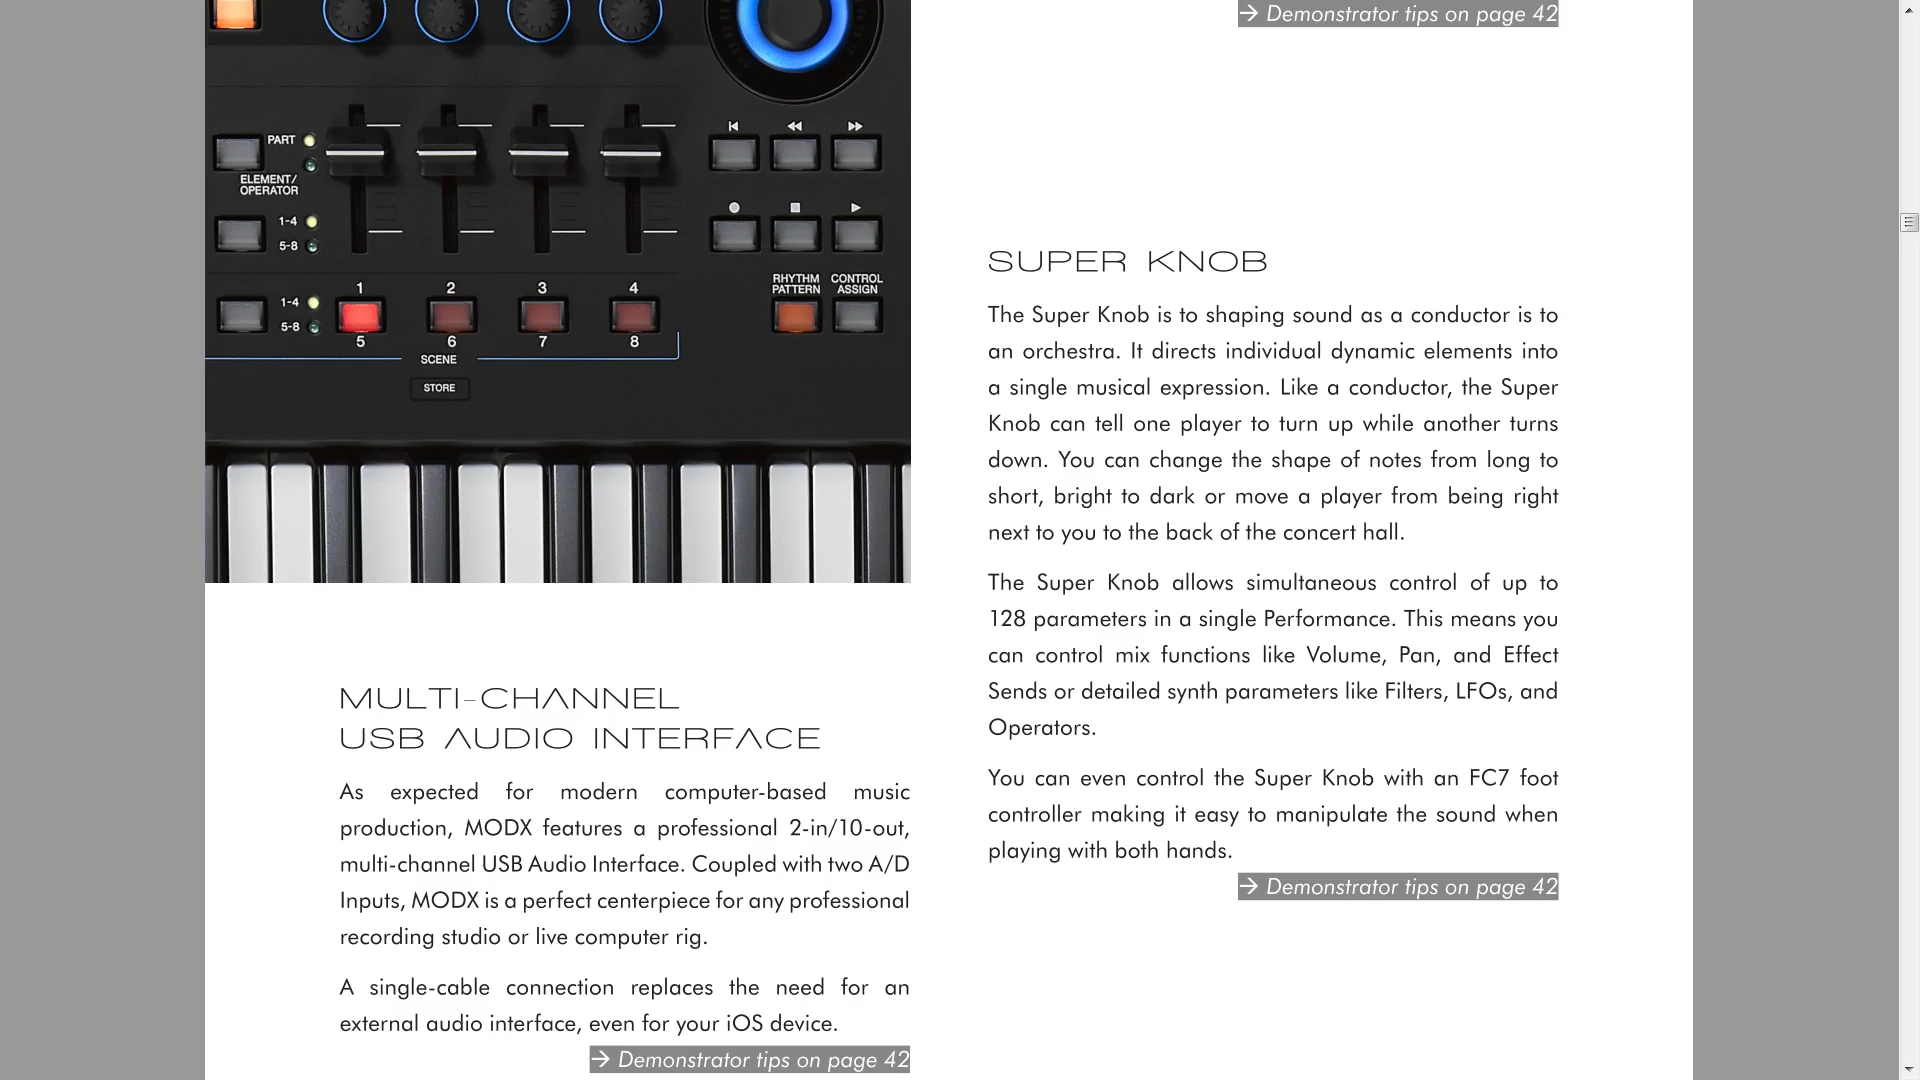 PART
ELEMENT/
OPERATOR
1-4
5-8
1-4
5-8
1 2 3 4
5 6 7 8
SCENE
STORE
RHYTHM
PATTERN
CONTROL
ASSIGN
MULTI-CHANNEL
USB AUDIO INTERFACE
As expected for modern computer-based music
production, MODX features a professional 2-in/10-out,
multi-channel USB Audio Interface. Coupled with two A/D
Inputs, MODX is a perfect centerpiece for any professional
recording studio or live computer rig.
A single-cable connection replaces the need for an
external audio interface, even for your iOS device.
→ Demonstrator tips on page 42
→ Demonstrator tips on page 42
SUPER KNOB
The Super Knob is to shaping sound as a conductor is to
an orchestra. It directs individual dynamic elements into
a single musical expression. Like a conductor, the Super
Knob can tell one player to turn up while another turns
down. You can change the shape of notes from long to
short, bright to dark or move a player from being right
next to you to the back of the concert hall.
The Super Knob allows simultaneous control of up to
128 parameters in a single Performance. This means you
can control mix functions like Volume, Pan, and Effect
Sends or detailed synth parameters like Filters, LFOs, and
Operators.
You can even control the Super Knob with an FC7 foot
controller making it easy to manipulate the sound when
playing with both hands.
→ Demonstrator tips on page 42